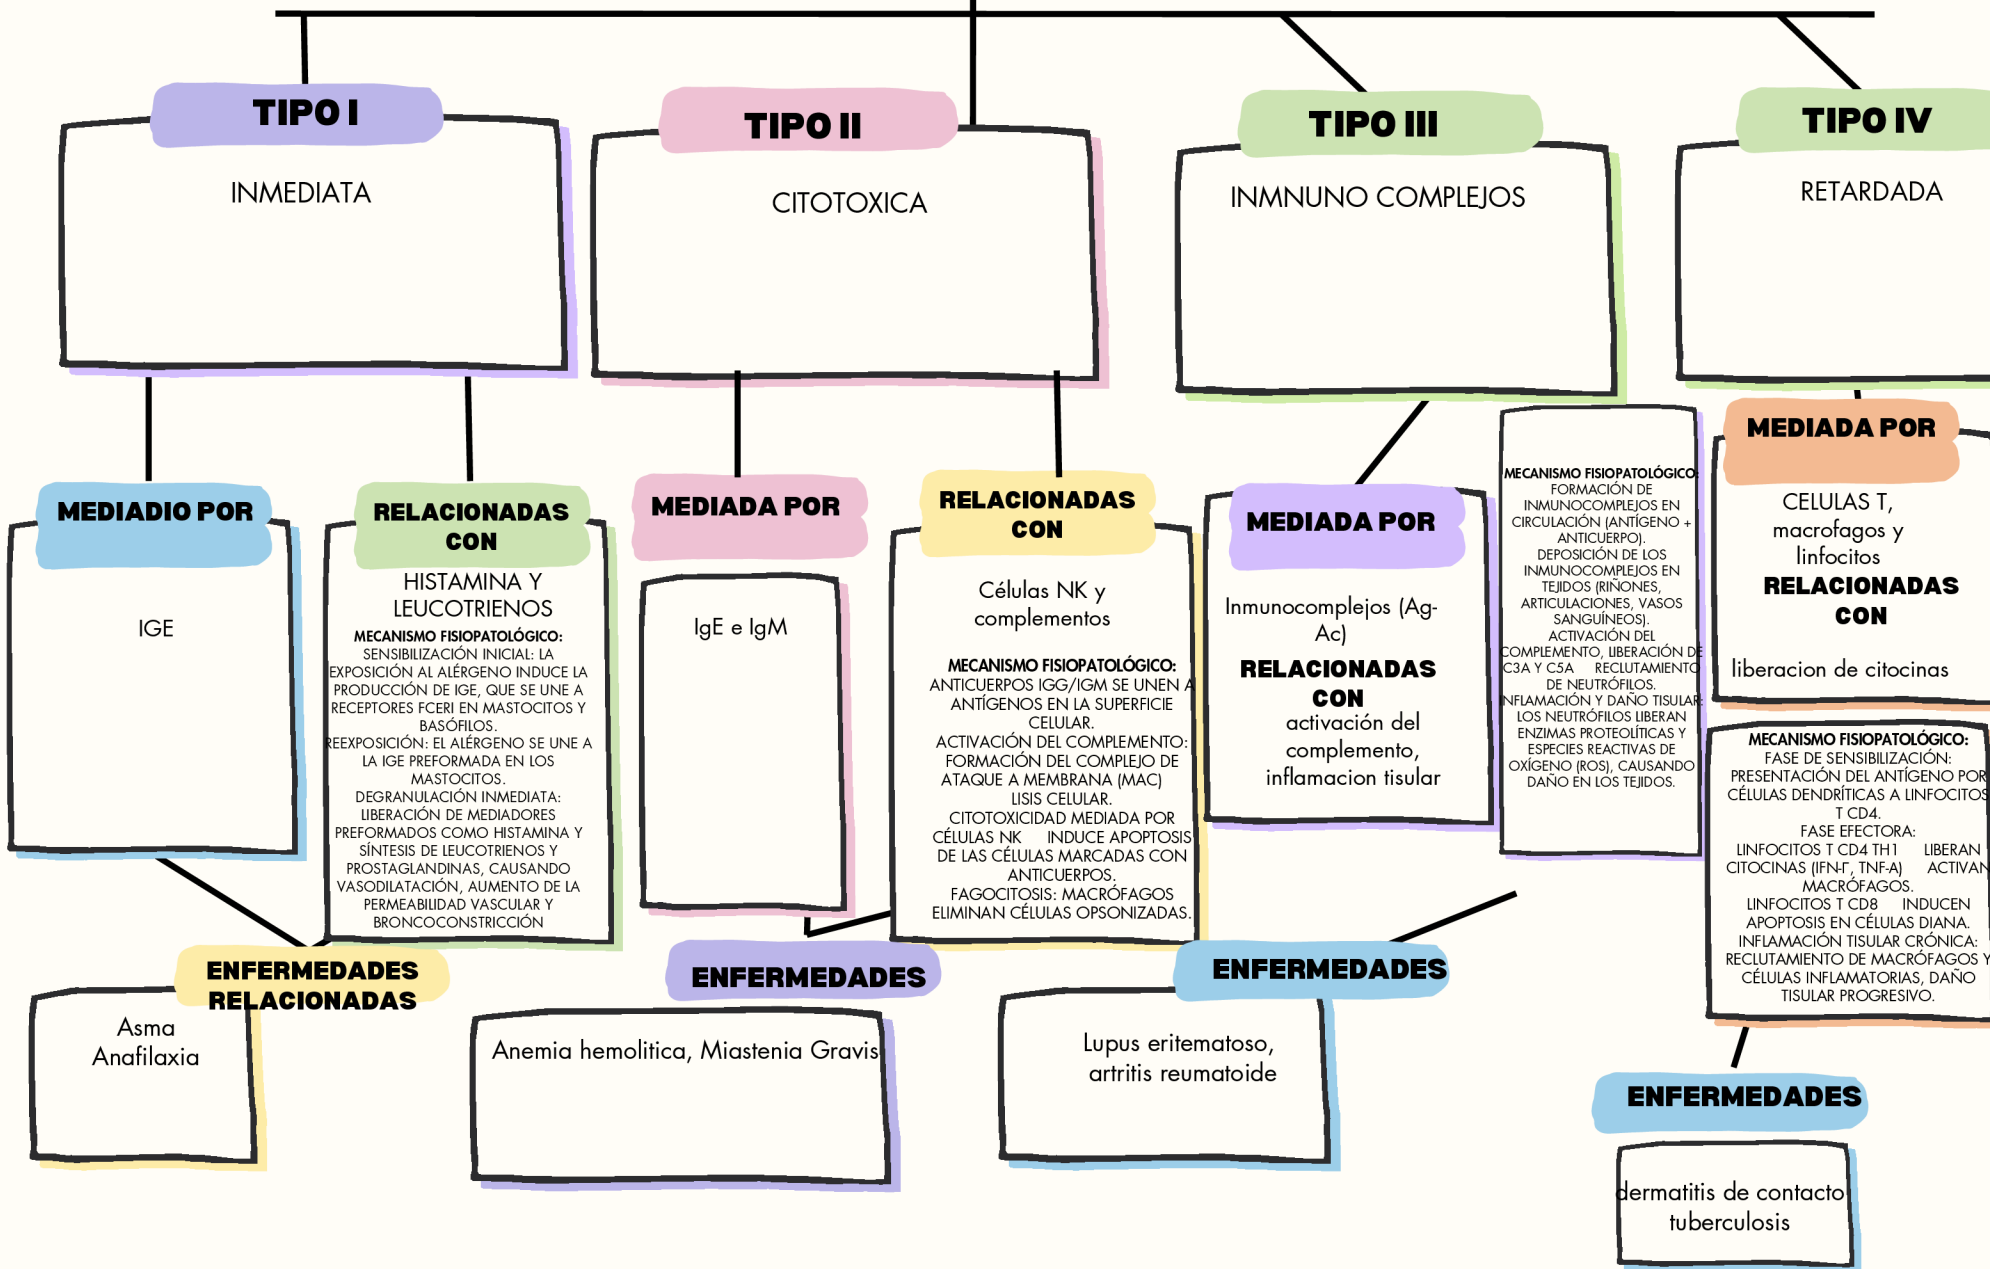 TIPO I
INMEDIATA
TIPO II
CITOTOXICA
TIPO III
INMNUNO COMPLEJOS
TIPO IV
RETARDADA
MEDIADIO POR
IGE
RELACIONADAS
CON
HISTAMINA Y
LEUCOTRIENOS
MECANISMO FISIOPATOLÓGICO:
SENSIBILIZACIÓN INICIAL: LA
EXPOSICIÓN AL ALÉRGENO INDUCE LA
PRODUCCIÓN DE IGE, QUE SE UNE A
RECEPTORES FCERI EN MASTOCITOS Y
BASÓFILOS.
REEXPOSICIÓN: EL ALÉRGENO SE UNE A
LA IGE PREFORMADA EN LOS
MASTOCITOS.
DEGRANULACIÓN INMEDIATA:
LIBERACIÓN DE MEDIADORES
PREFORMADOS COMO HISTAMINA Y
SÍNTESIS DE LEUCOTRIENOS Y
PROSTAGLANDINAS, CAUSANDO
VASODILATACIÓN, AUMENTO DE LA
PERMEABILIDAD VASCULAR Y
BRONCOCONSTRICCIÓN
ENFERMEDADES
RELACIONADAS
Asma
Anafilaxia
MEDIADA POR
IgE e IgM
RELACIONADAS
CON
Células NK y
complementos
MECANISMO FISIOPATOLÓGICO:
ANTICUERPOS IGG/IGM SE UNEN A
ANTÍGENOS EN LA SUPERFICIE
CELULAR.
ACTIVACIÓN DEL COMPLEMENTO:
FORMACIÓN DEL COMPLEJO DE
ATAQUE A MEMBRANA (MAC)
LISIS CELULAR.
CITOTOXICIDAD MEDIADA POR
CÉLULAS NK INDUCE APOPTOSIS
DE LAS CÉLULAS MARCADAS CON
ANTICUERPOS.
FAGOCITOSIS: MACRÓFAGOS
ELIMINAN CÉLULAS OPSONIZADAS.
ENFERMEDADES
Anemia hemolitica, Miastenia Gravis
MEDIADA POR
Inmunocomplejos (Ag-
Ac)
RELACIONADAS
CON
activación del
complemento,
inflamacion tisular
MECANISMO FISIOPATOLÓGICO:
FORMACIÓN DE
INMUNOCOMPLEJOS EN
CIRCULACIÓN (ANTÍGENO +
ANTICUERPO).
DEPOSICIÓN DE LOS
INMUNOCOMPLEJOS EN
TEJIDOS (RIÑONES,
ARTICULACIONES, VASOS
SANGUÍNEOS).
ACTIVACIÓN DEL
COMPLEMENTO, LIBERACIÓN DE
C3A Y C5A RECLUTAMIENTO
DE NEUTRÓFILOS.
INFLAMACIÓN Y DAÑO TISULAR:
LOS NEUTRÓFILOS LIBERAN
ENZIMAS PROTEOLÍTICAS Y
ESPECIES REACTIVAS DE
OXÍGENO (ROS), CAUSANDO
DAÑO EN LOS TEJIDOS.
ENFERMEDADES
Lupus eritematoso,
artritis reumatoide
MEDIADA POR
CELULAS T,
macrofagos y
linfocitos
RELACIONADAS
CON
liberacion de citocinas
MECANISMO FISIOPATOLÓGICO:
FASE DE SENSIBILIZACIÓN:
PRESENTACIÓN DEL ANTÍGENO POR
CÉLULAS DENDRÍTICAS A LINFOCITOS
T CD4.
FASE EFECTORA:
LINFOCITOS T CD4 TH1 LIBERAN
CITOCINAS (IFN-Γ, TNF-Α) ACTIVAN
MACRÓFAGOS.
LINFOCITOS T CD8 INDUCEN
APOPTOSIS EN CÉLULAS DIANA.
INFLAMACIÓN TISULAR CRÓNICA:
RECLUTAMIENTO DE MACRÓFAGOS Y
CÉLULAS INFLAMATORIAS, DAÑO
TISULAR PROGRESIVO.
ENFERMEDADES
dermatitis de contacto
tuberculosis